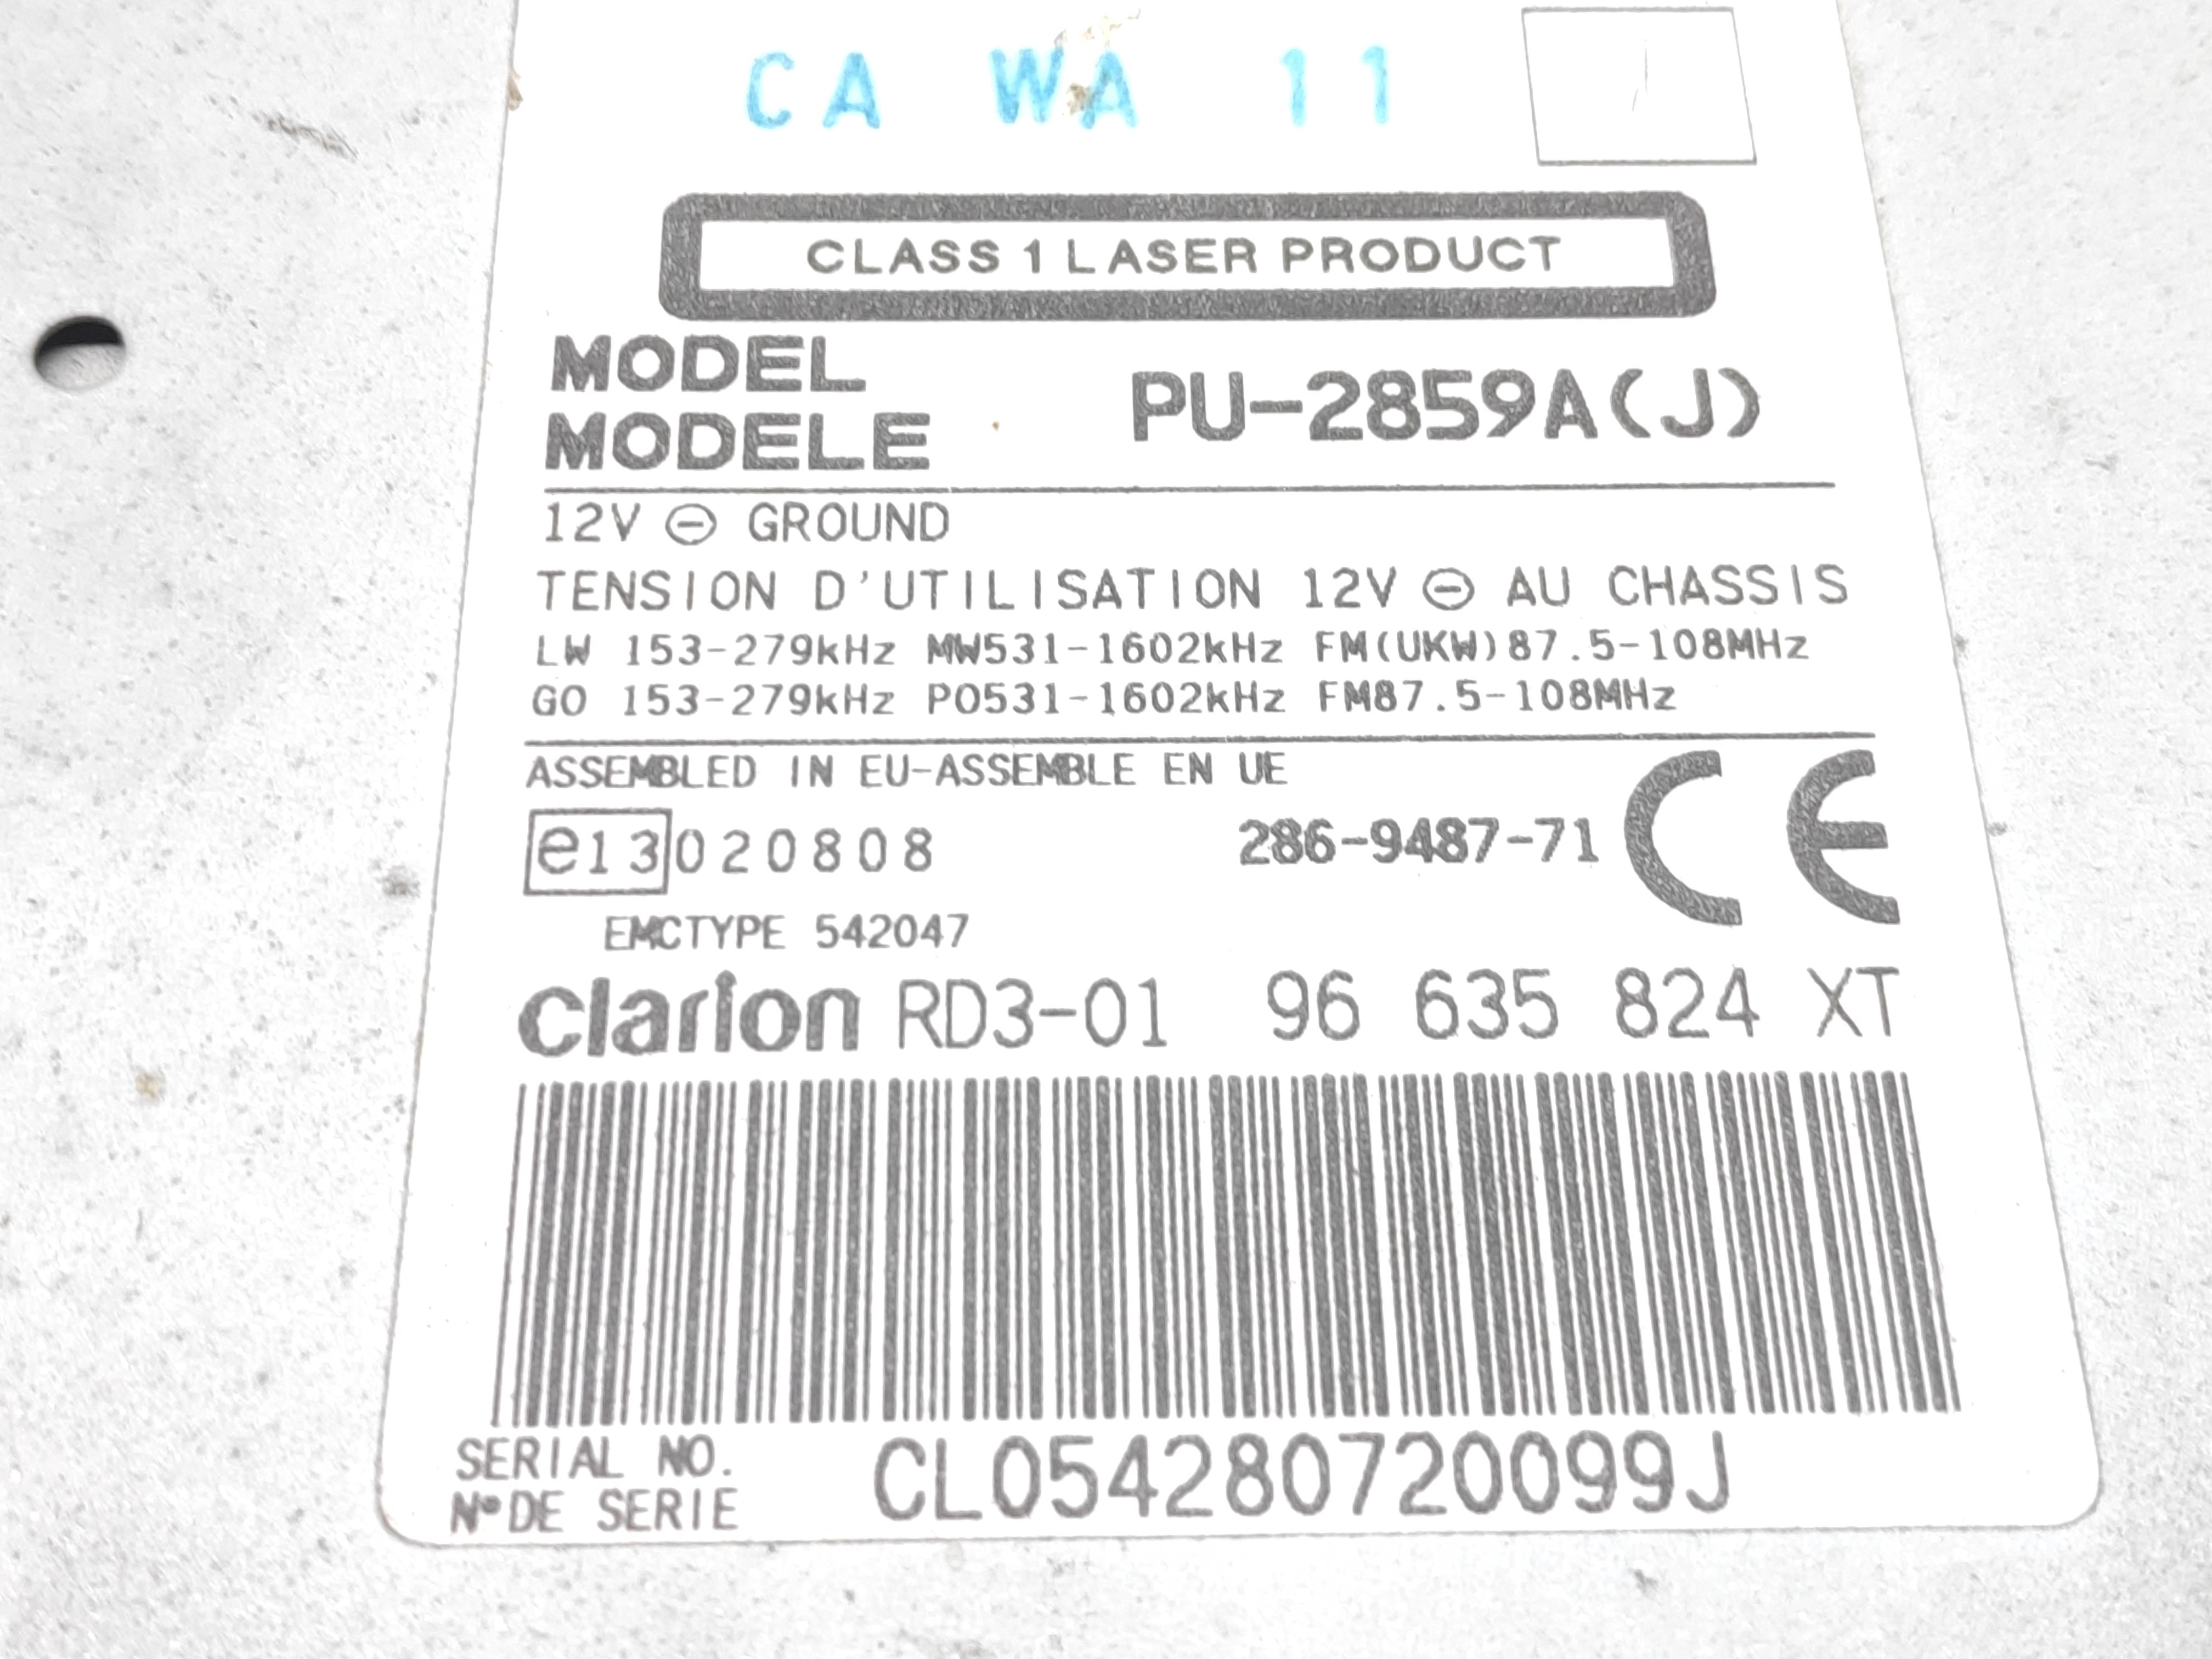 CA WA 11
CLASS 1 LASER PRODUCT
MODEL
MODELE
PU-2859A(J)
12V ⊖ GROUND
TENSION D'UTILISATION 12V ⊖ AU CHASSIS
LW 153-279kHz MW531-1602kHz FM(UKW)87.5-108MHz
GO 153-279kHz PO531-1602kHz FM87.5-108MHz
ASSEMBLED IN EU-ASSEMBLE EN UE
e13 020808 286-9487-71 CE
EMCTYPE 542047
clarion RD3-01 96 635 824 XT
SERIAL NO.
N° DE SERIE
CL054280720099J